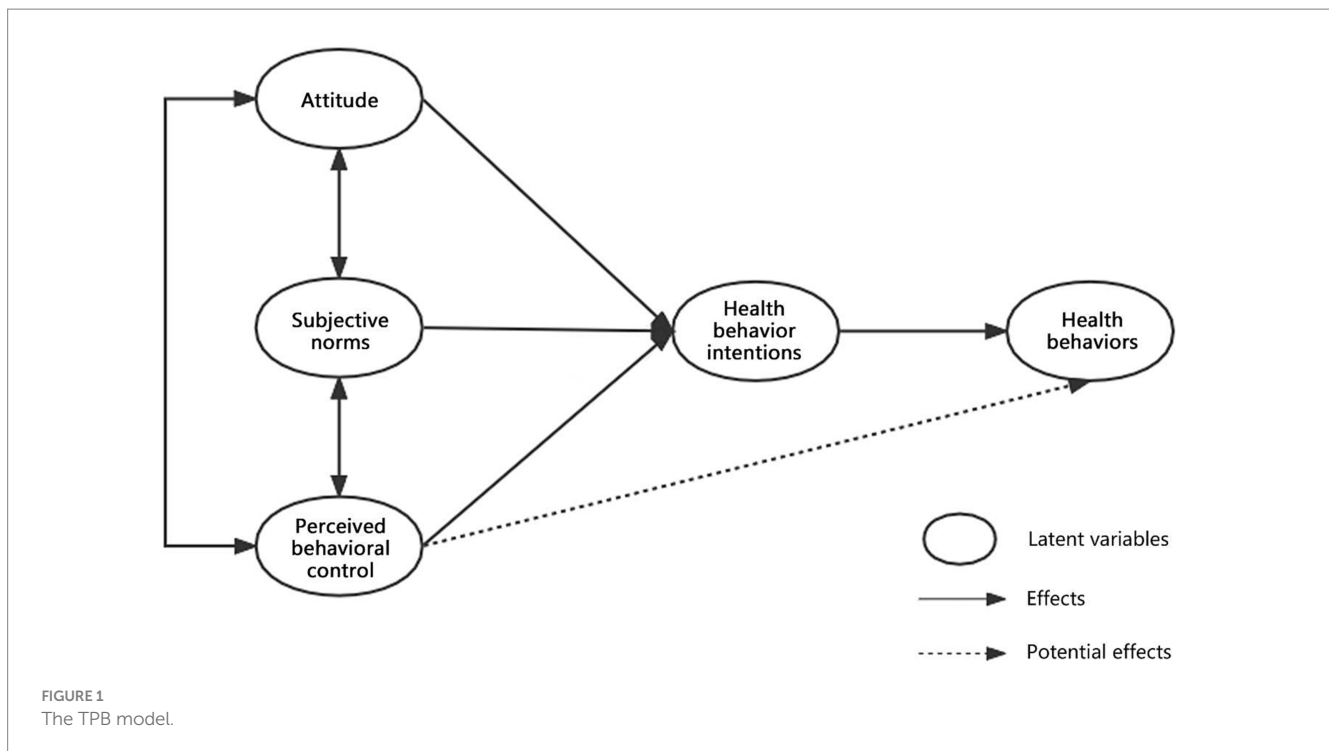 Attitude
Subjective
norms
Perceived
behavioral
control
Health
behavior
intentions
Health
behaviors
Latent variables
Effects
Potential effects
FIGURE 1
The TPB model.